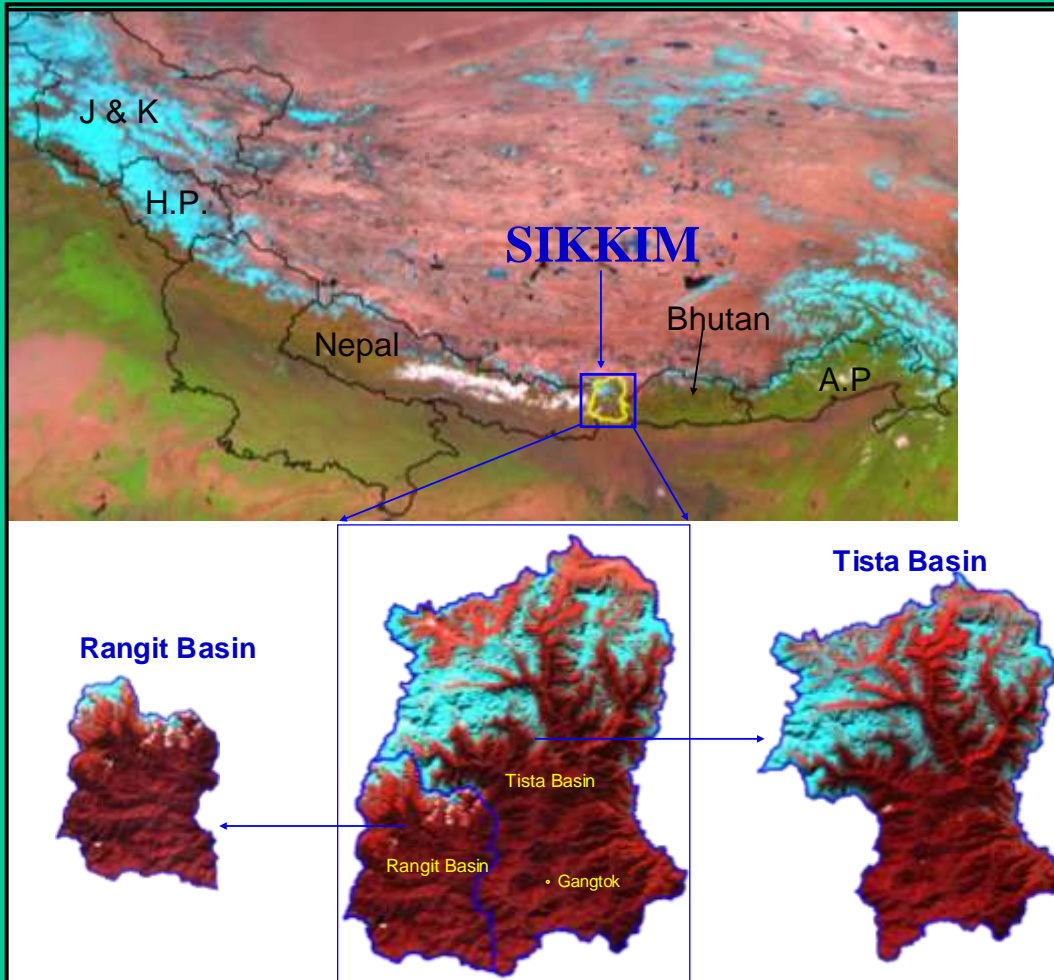 J & K
H.P.
SIKKIM
Bhutan
Nepal
A.P
Tista Basin
Rangit Basin
Tista Basin
Rangit Basin
Gangtok